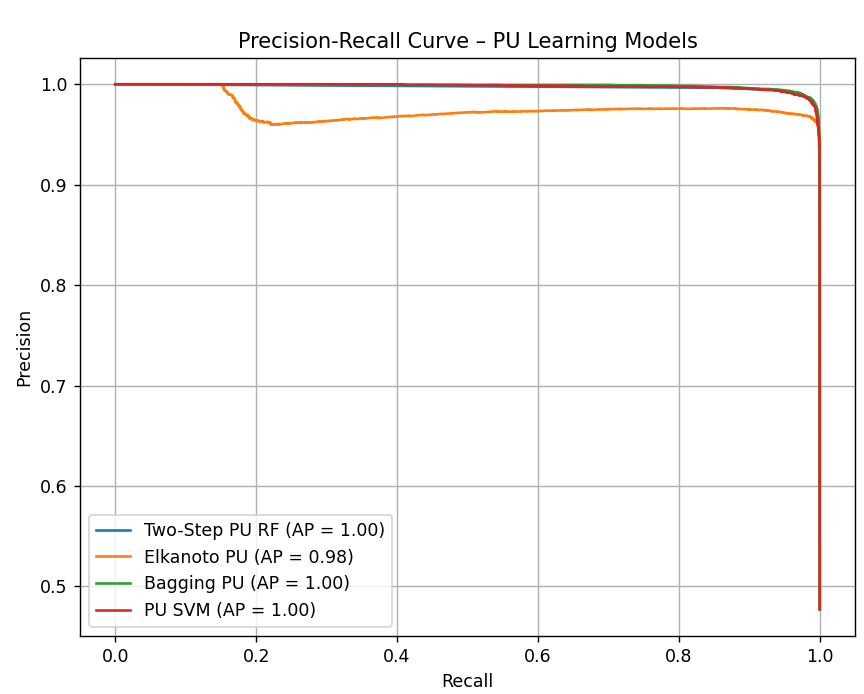 Precision-Recall Curve – PU Learning Models
Precision
1.0
0.9
0.8
0.7
0.6
0.5
Two-Step PU RF (AP = 1.00)
Elkanoto PU (AP = 0.98)
Bagging PU (AP = 1.00)
PU SVM (AP = 1.00)
0.0 0.2 0.4 0.6 0.8 1.0
Recall